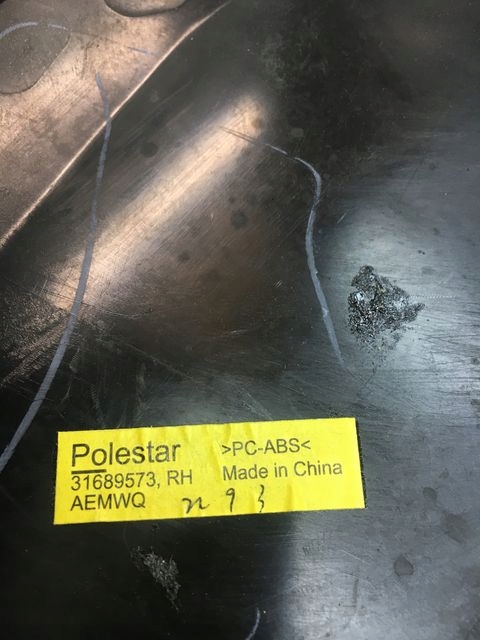 Polestar >PC-ABS<
31689573, RH Made in China
AEMWQ